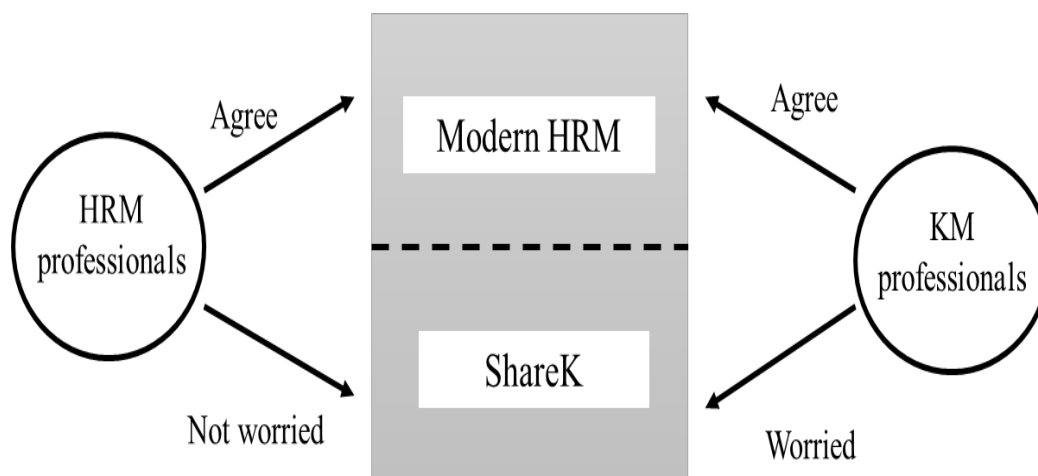 Agree
Modern HRM
Agree
HRM
professionals
KM
professionals
ShareK
Not worried
Worried